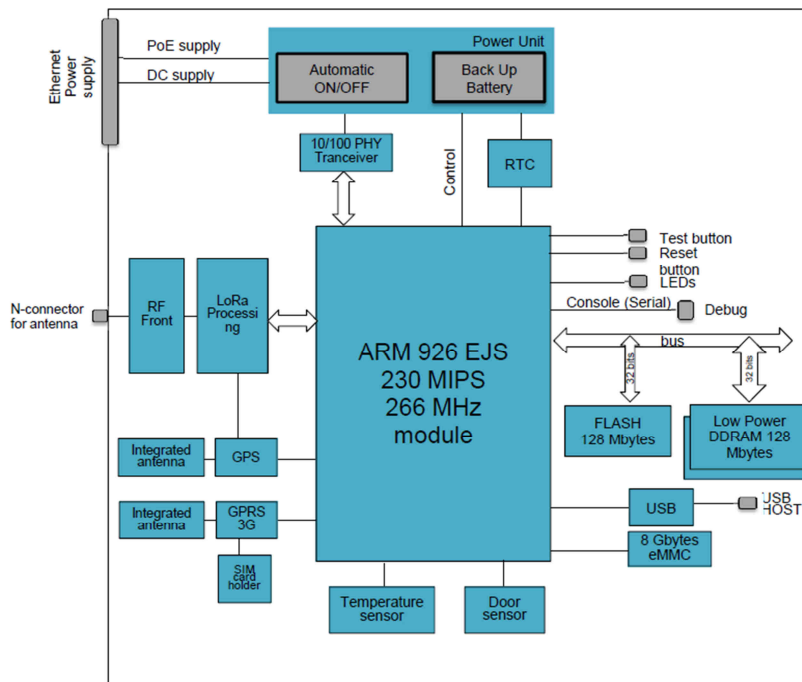 Ethernet
Power
supply
PoE supply
DC supply
Power Unit
Automatic
ON/OFF
Back Up
Battery
10/100 PHY
Tranceiver
Control
RTC
Test button
Reset
button
LEDs
Console (Serial)
Debug
N-connector
for antenna
RF
Front
LoRa
Processi
ng
ARM 926 EJS
230 MIPS
266 MHz
module
bus
32 bits
32 bits
FLASH
128 Mbytes
Low Power
DDRAM 128
Mbytes
Integrated
antenna
GPS
Integrated
antenna
GPRS
3G
SIM
card
holder
USB
USB
HOST
8 Gbytes
eMMC
Temperature
sensor
Door
sensor